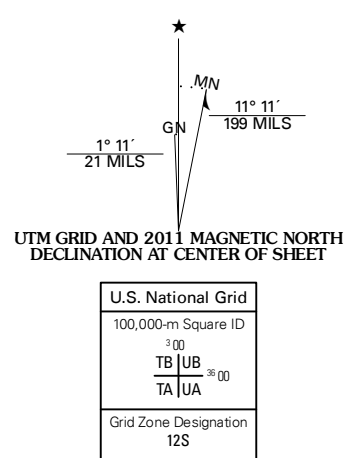 ★
MN
GN
11° 11´
199 MILS
1° 11´
21 MILS
UTM GRID AND 2011 MAGNETIC NORTH
DECLINATION AT CENTER OF SHEET
U.S. National Grid
100,000-m Square ID
³00
TB UB
³⁶00
TA UA
Grid Zone Designation
12S